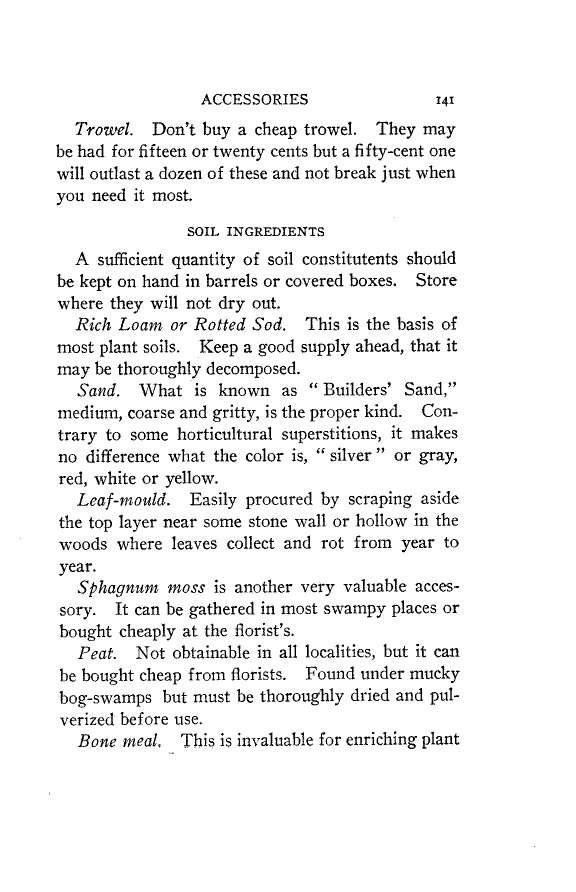 ACCESSORIES 141
Trowel. Don't buy a cheap trowel. They may
be had for fifteen or twenty cents but a fifty-cent one
will outlast a dozen of these and not break just when
you need it most.
SOIL INGREDIENTS
A sufficient quantity of soil constitutents should
be kept on hand in barrels or covered boxes. Store
where they will not dry out.
Rich Loam or Rotted Sod. This is the basis of
most plant soils. Keep a good supply ahead, that it
may be thoroughly decomposed.
Sand. What is known as "Builders' Sand,"
medium, coarse and gritty, is the proper kind. Con-
trary to some horticultural superstitions, it makes
no difference what the color is, "silver" or gray,
red, white or yellow.
Leaf-mould. Easily procured by scraping aside
the top layer near some stone wall or hollow in the
woods where leaves collect and rot from year to
year.
Sphagnum moss is another very valuable acces-
sory. It can be gathered in most swampy places or
bought cheaply at the florist's.
Peat. Not obtainable in all localities, but it can
be bought cheap from florists. Found under mucky
bog-swamps but must be thoroughly dried and pul-
verized before use.
Bone meal. This is invaluable for enriching plant